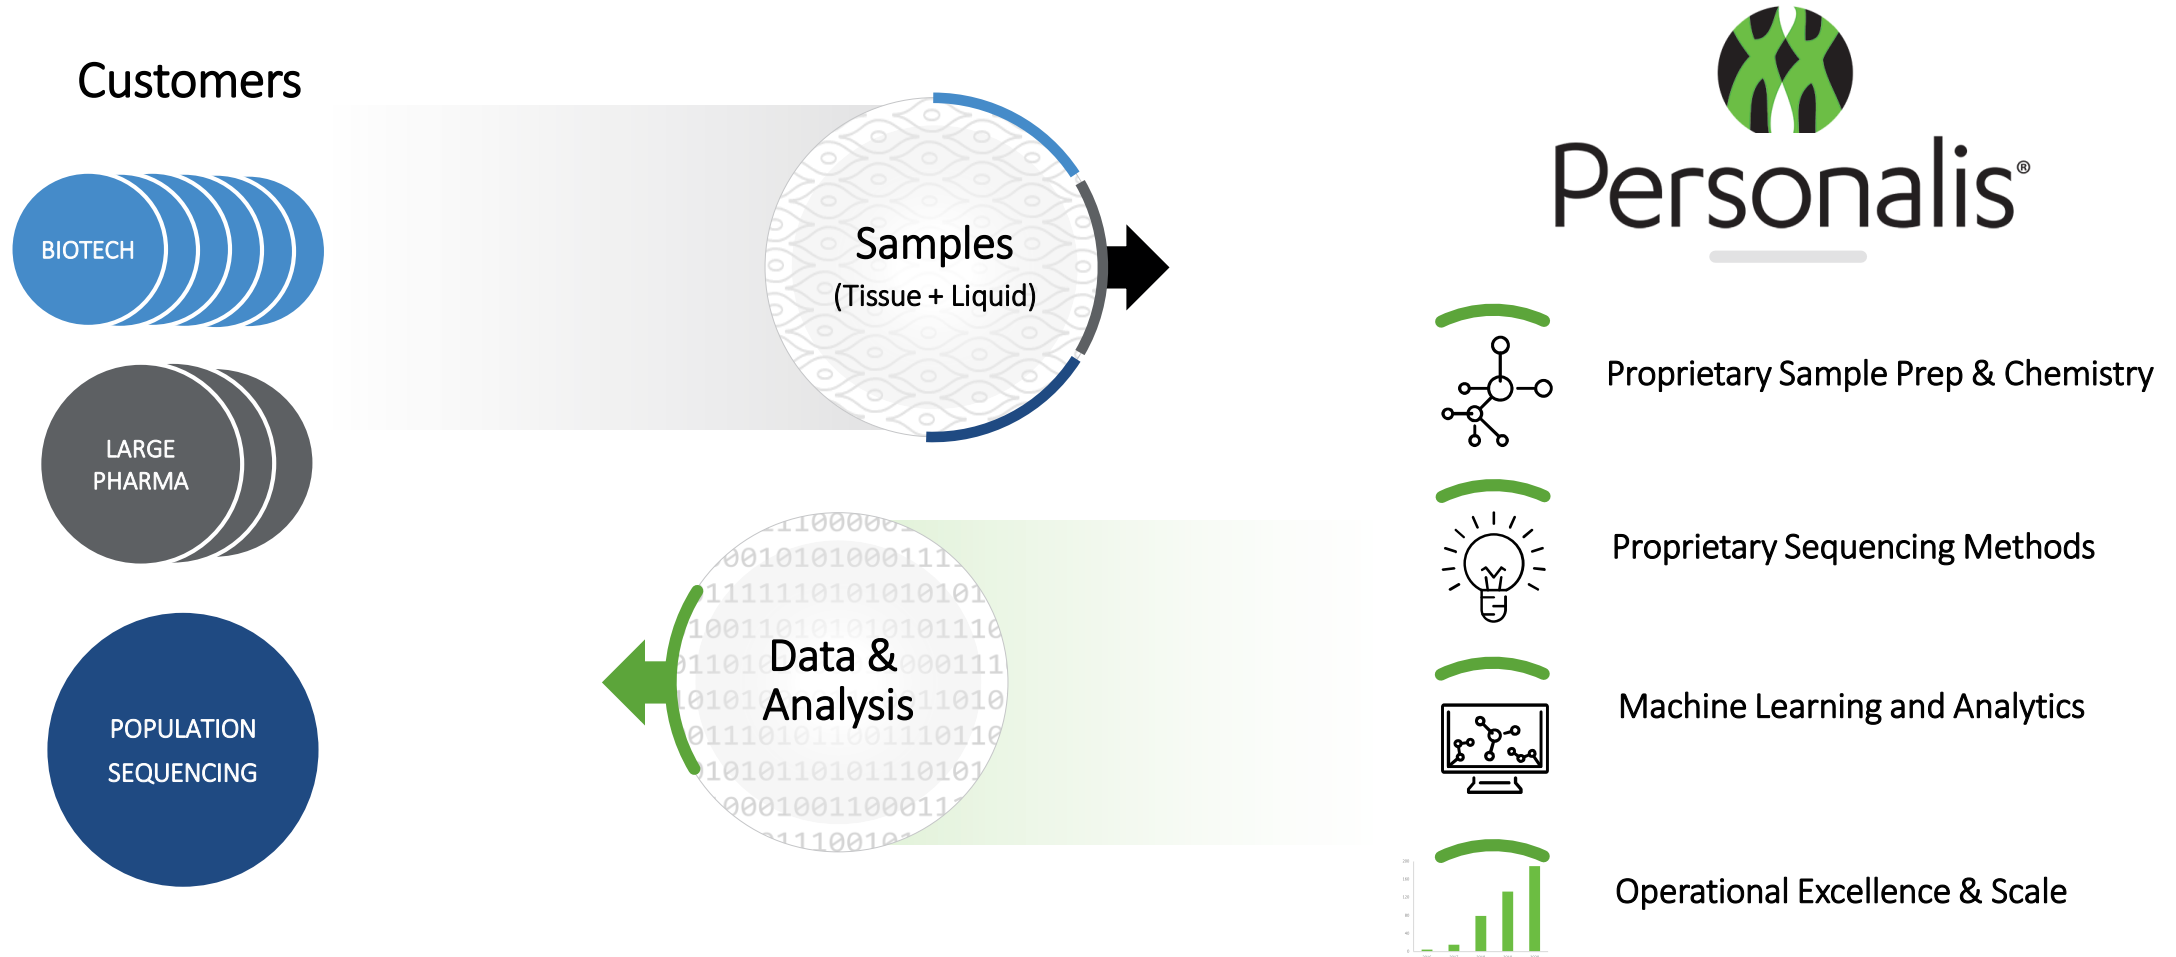 Customers
BIOTECH
LARGE
PHARMA
POPULATION
SEQUENCING
Samples
(Tissue + Liquid)
Data &
Analysis
Personalis®
Proprietary Sample Prep & Chemistry
Proprietary Sequencing Methods
Machine Learning and Analytics
Operational Excellence & Scale